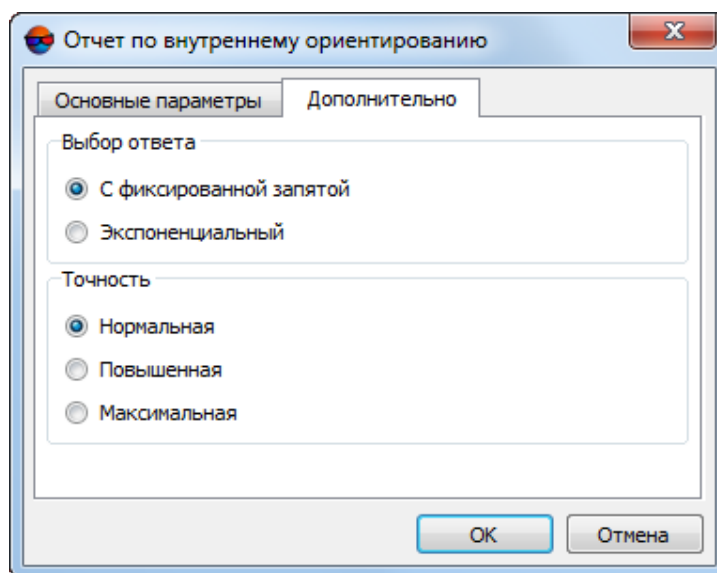 Отчет по внутреннему ориентированию
Основные параметры
Дополнительно
Выбор ответа
С фиксированной запятой
Экспоненциальный
Точность
Нормальная
Повышенная
Максимальная
OK
Отмена